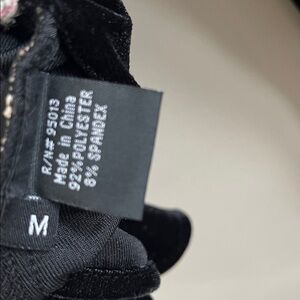 R/N# 95013
Made in China
92% POLYESTER
8% SPANDEX
M